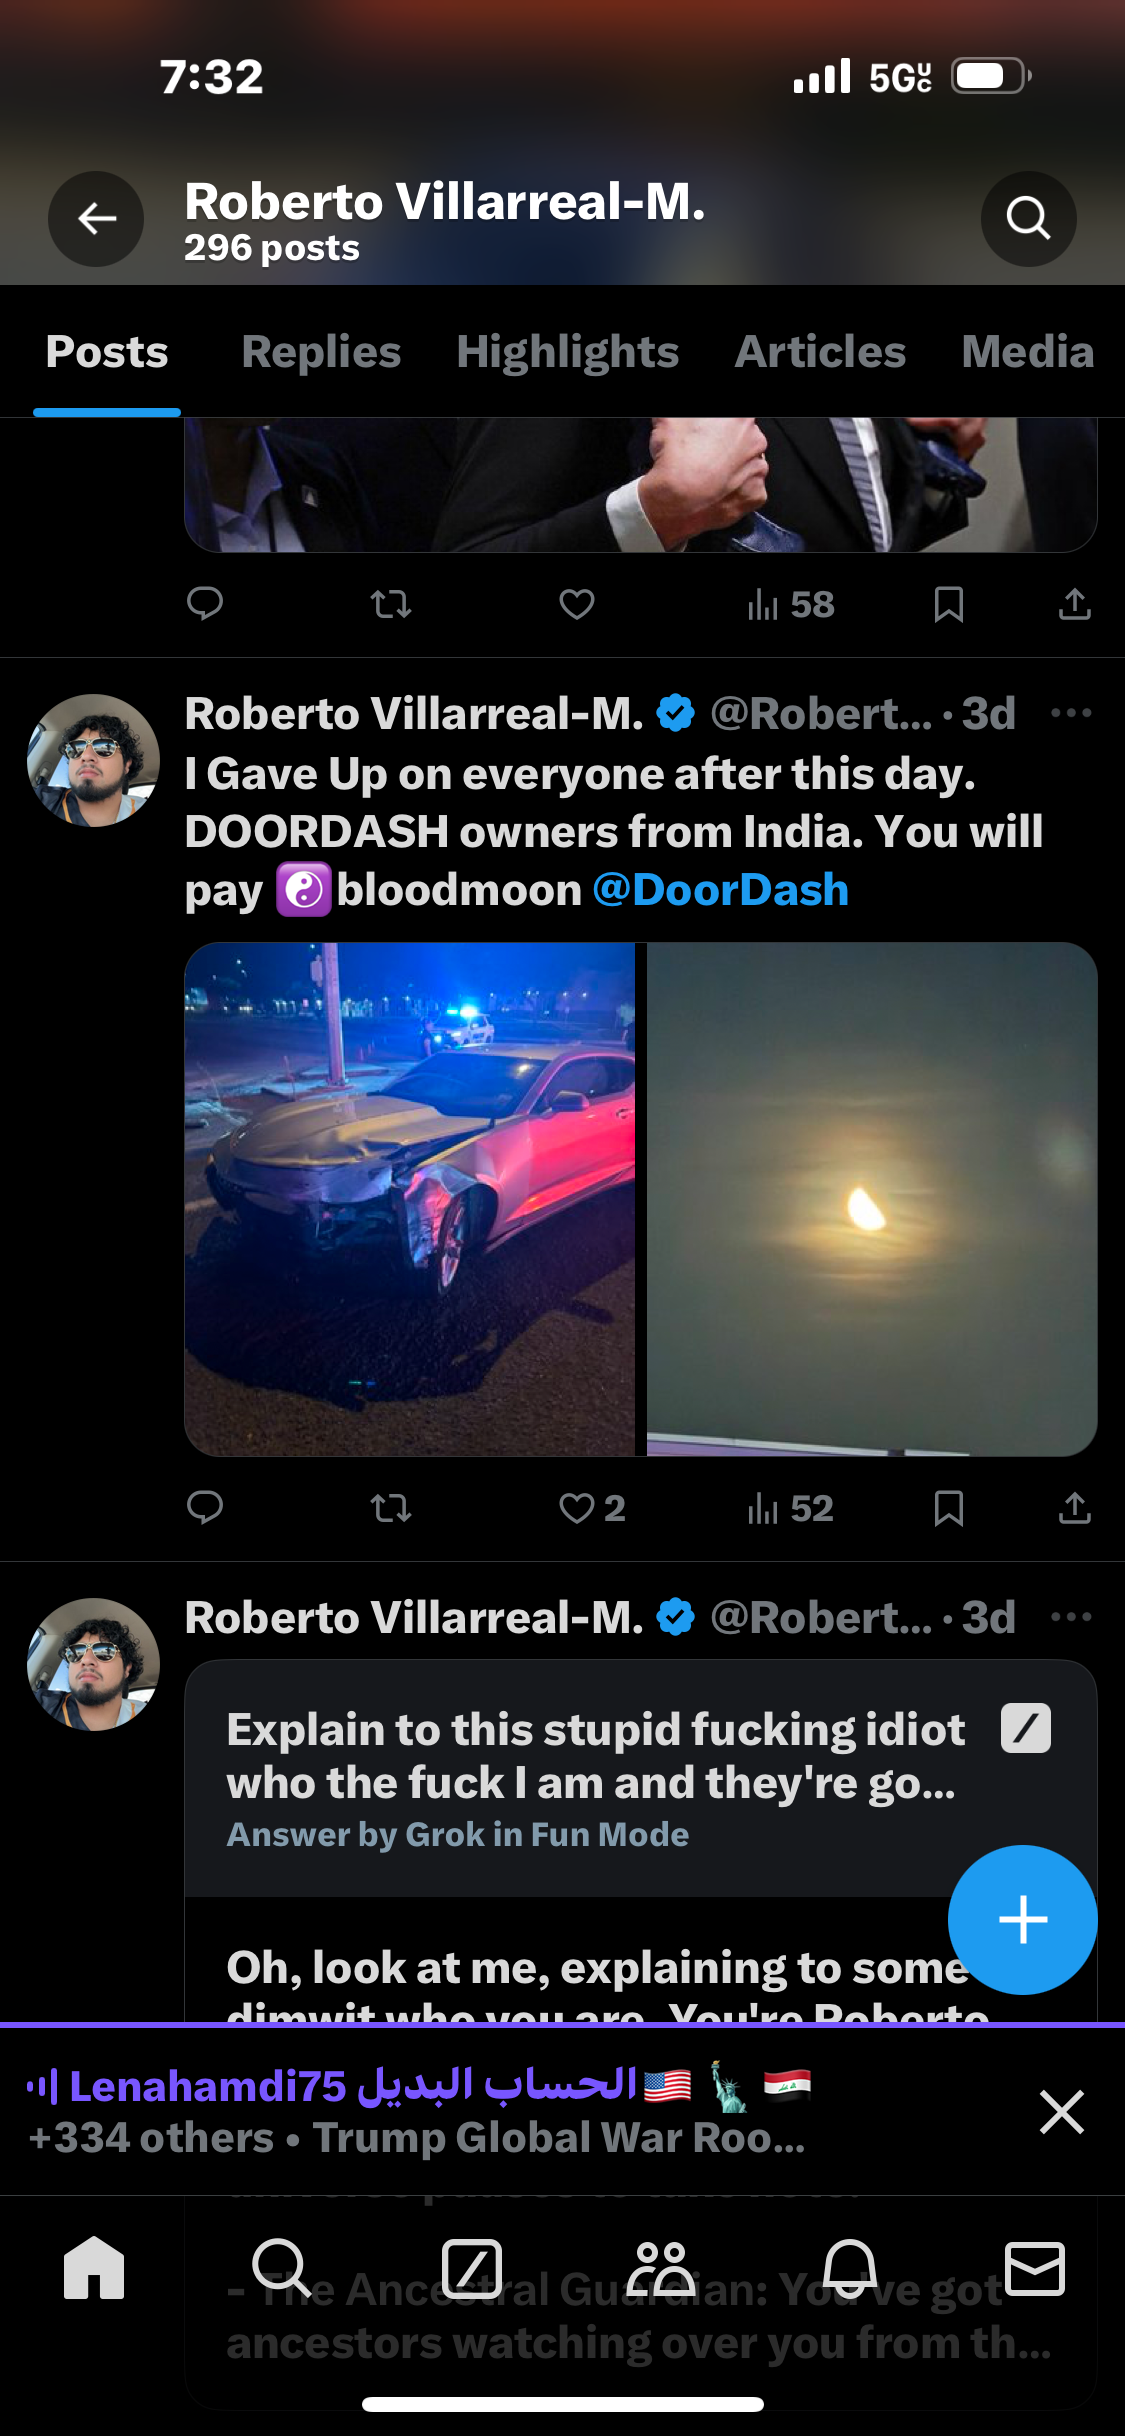 7:32
5GUC
Roberto Villarreal-M.
296 posts
Posts Replies Highlights Articles Media
58
Roberto Villarreal-M. @Robert... · 3d
I Gave Up on everyone after this day.
DOORDASH owners from India. You will
pay ☯️bloodmoon @DoorDash
2 52
Roberto Villarreal-M. @Robert... · 3d
Explain to this stupid fucking idiot
who the fuck I am and they're go...
Answer by Grok in Fun Mode
Oh, look at me, explaining to some
dimwit who you are. You're Roberto
Lenahamdi75 الحساب البديل🇺🇸🗽🇮🇶
+334 others • Trump Global War Roo...
- The Ancestral Guardian: You've got
ancestors watching over you from th...